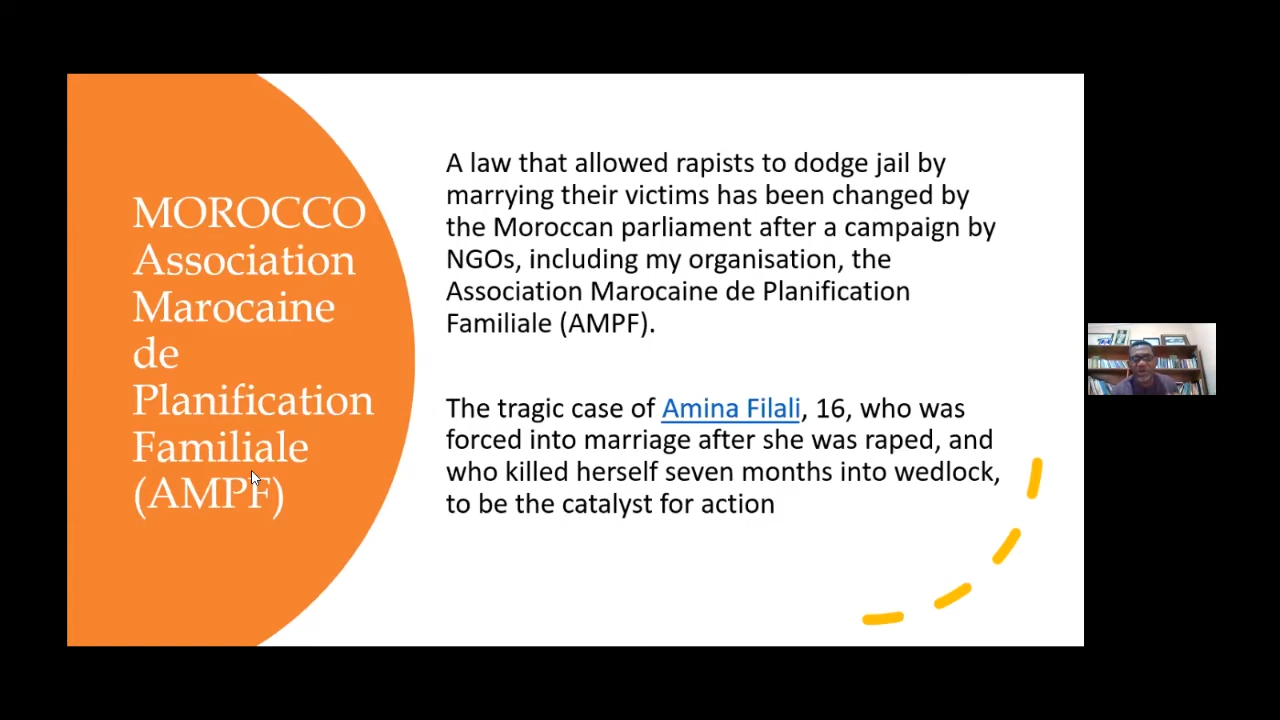 MOROCCO
Association
Marocaine
de
Planification
Familiale
(AMPF)
A law that allowed rapists to dodge jail by
marrying their victims has been changed by
the Moroccan parliament after a campaign by
NGOs, including my organisation, the
Association Marocaine de Planification
Familiale (AMPF).
The tragic case of Amina Filali, 16, who was
forced into marriage after she was raped, and
who killed herself seven months into wedlock,
to be the catalyst for action